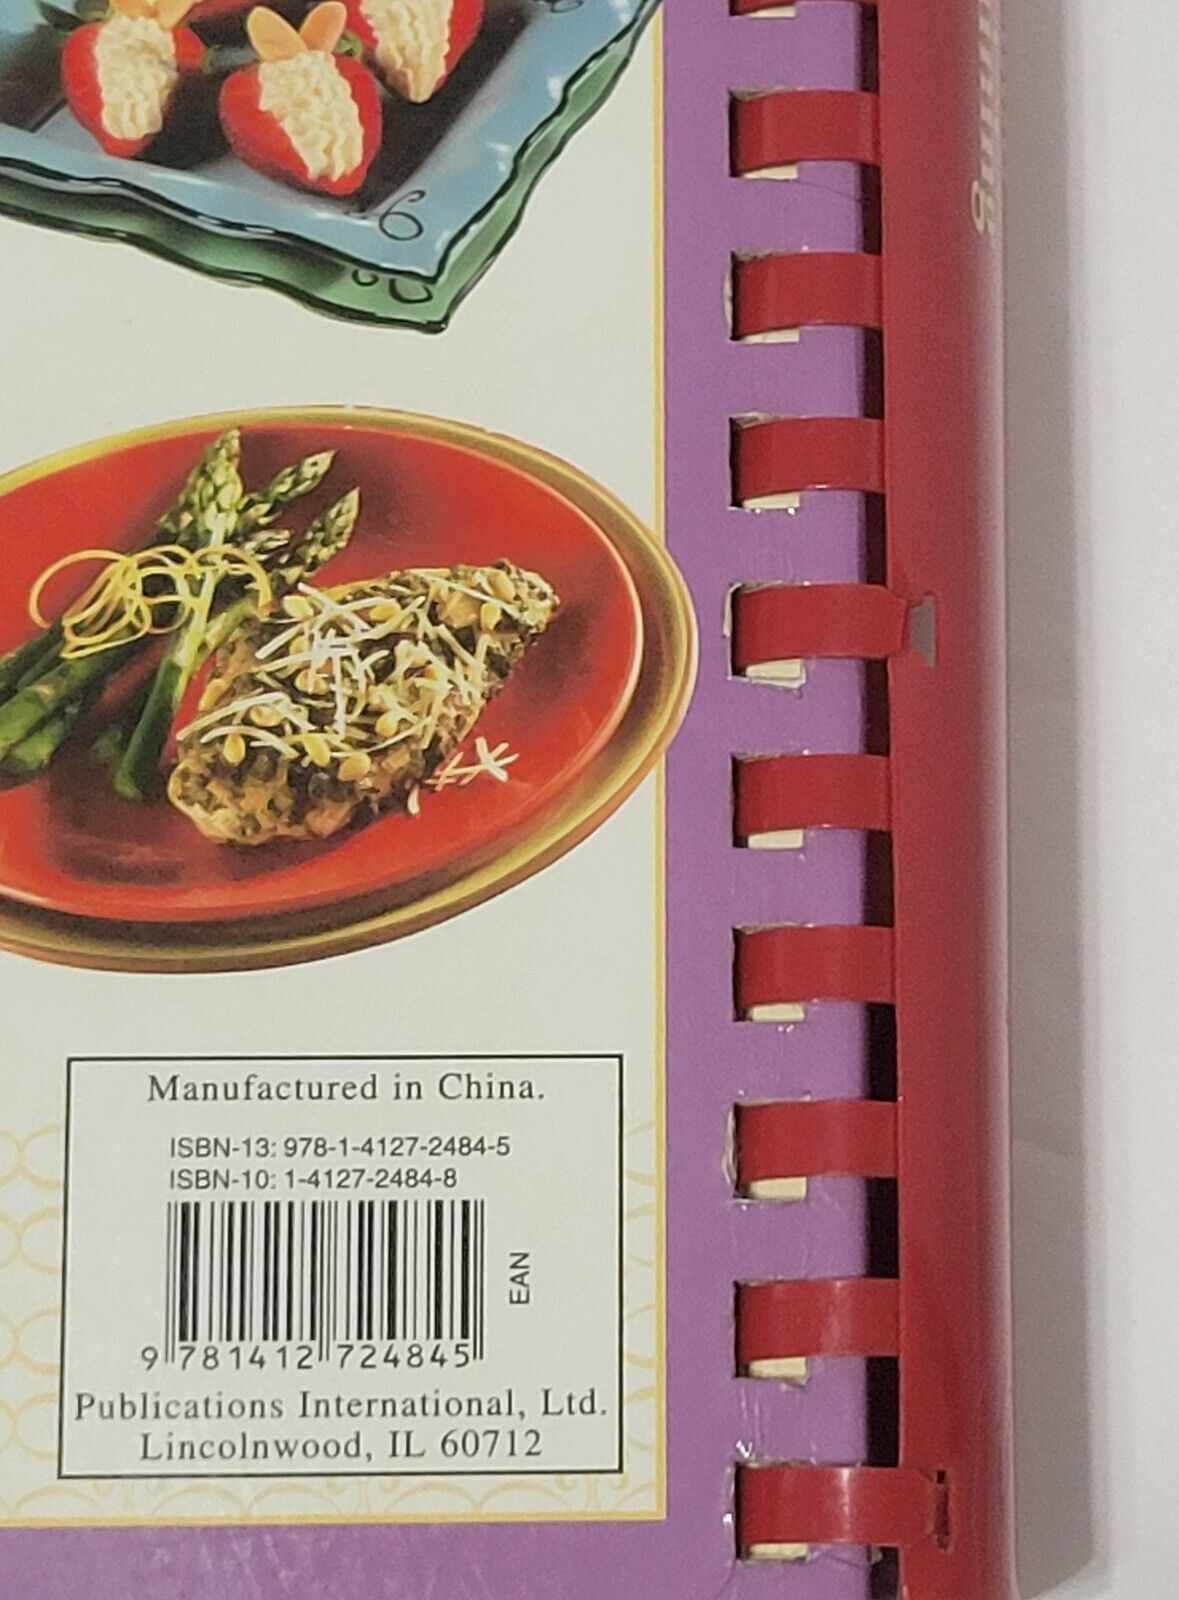 Manufactured in China.
ISBN-13: 978-1-4127-2484-5
ISBN-10: 1-4127-2484-8
EAN
9 781412 724845
Publications International, Ltd.
Lincolnwood, IL 60712